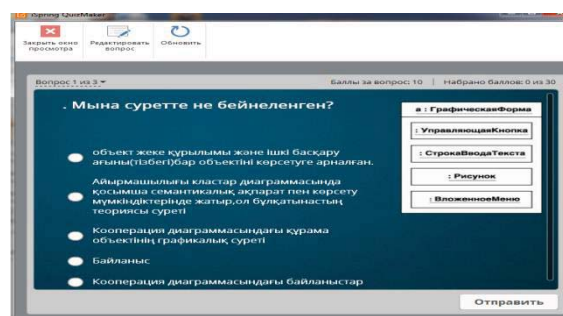 iSpring QuizMaker
Закрыть окно просмотра
Редактировать вопрос
Обновить
Вопрос 1 из 3
Баллы за вопрос: 10 | Набрано баллов: 0 из 30
. Мына суретте не бейнеленген?
объект жеке құрылымы және ішкі басқару
ағыны(тізбегі)бар объектіні көрсетуге арналған.
Айырмашылығы кластар диаграммасында
қосымша семантикалық ақпарат пен көрсету
мүмкіндіктерінде жатыр,ол бұлқатынастың
теориясы суреті
Кооперация диаграммасындағы құрама
объектінің графикалық суреті
Байланыс
Кооперация диаграммасындағы байланыстар
а : ГрафическаяФорма
: УправляющаяКнопка
: СтрокаВводаТекста
: Рисунок
: ВложенноеМеню
Отправить